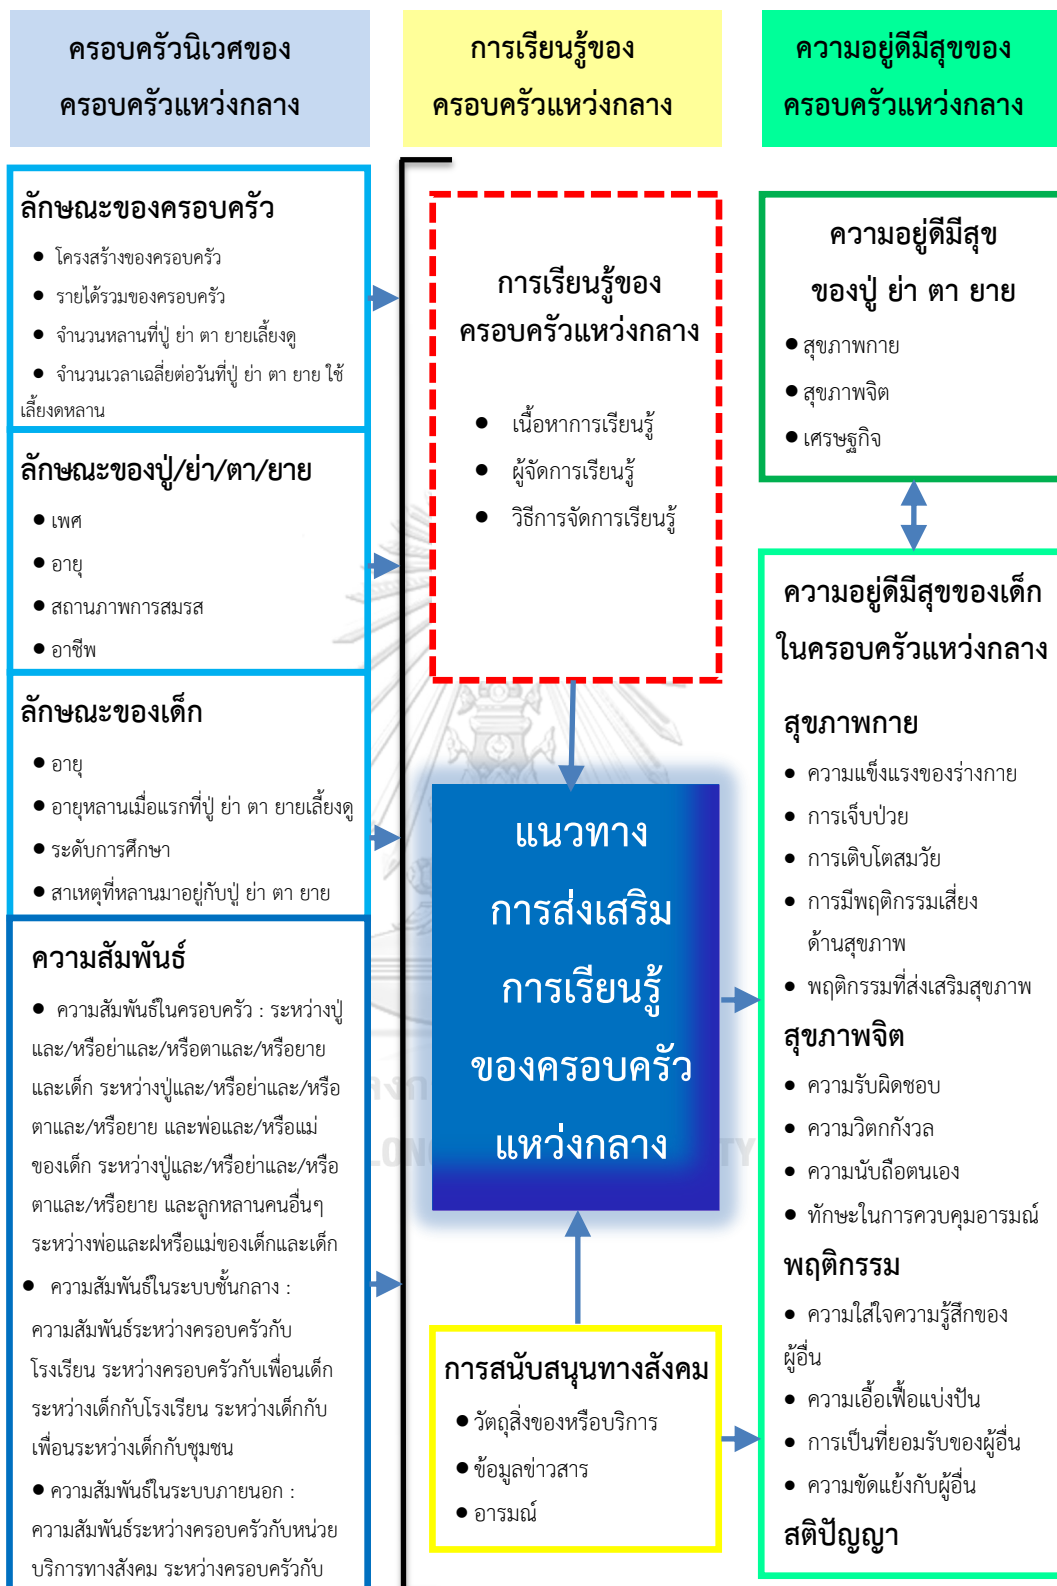 ครอบครัวนิเวศของ
ครอบครัวแหว่งกลาง
การเรียนรู้ของ
ครอบครัวแหว่งกลาง
ความอยู่ดีมีสุขของ
ครอบครัวแหว่งกลาง
ลักษณะของครอบครัว
● โครงสร้างของครอบครัว
● รายได้รวมของครอบครัว
● จำนวนหลานที่ปู่ ย่า ตา ยายเลี้ยงดู
● จำนวนเวลาเฉลี่ยต่อวันที่ปู่ ย่า ตา ยาย ใช้
เลี้ยงดหลาน
ลักษณะของปู่/ย่า/ตา/ยาย
● เพศ
● อายุ
● สถานภาพการสมรส
● อาชีพ
ลักษณะของเด็ก
● อายุ
● อายุหลานเมื่อแรกที่ปู่ ย่า ตา ยายเลี้ยงดู
● ระดับการศึกษา
● สาเหตุที่หลานมาอยู่กับปู่ ย่า ตา ยาย
ความสัมพันธ์
● ความสัมพันธ์ในครอบครัว : ระหว่างปู่
และ/หรือย่าและ/หรือตาและ/หรือยาย
และเด็ก ระหว่างปู่และ/หรือย่าและ/หรือ
ตาและ/หรือยาย และพ่อและ/หรือแม่
ของเด็ก ระหว่างปู่และ/หรือย่าและ/หรือ
ตาและ/หรือยาย และลูกหลานคนอื่นๆ
ระหว่างพ่อและฝหรือแม่ของเด็กและเด็ก
● ความสัมพันธ์ในระบบชั้นกลาง :
ความสัมพันธ์ระหว่างครอบครัวกับ
โรงเรียน ระหว่างครอบครัวกับเพื่อนเด็ก
ระหว่างเด็กกับโรงเรียน ระหว่างเด็กกับ
เพื่อนระหว่างเด็กกับชุมชน
● ความสัมพันธ์ในระบบภายนอก :
ความสัมพันธ์ระหว่างครอบครัวกับหน่วย
บริการทางสังคม ระหว่างครอบครัวกับ
การเรียนรู้ของ
ครอบครัวแหว่งกลาง
● เนื้อหาการเรียนรู้
● ผู้จัดการเรียนรู้
● วิธีการจัดการเรียนรู้
แนวทาง
การส่งเสริม
การเรียนรู้
ของครอบครัว
แหว่งกลาง
การสนับสนุนทางสังคม
● วัตถุสิ่งของหรือบริการ
● ข้อมูลข่าวสาร
● อารมณ์
ความอยู่ดีมีสุข
ของปู่ ย่า ตา ยาย
● สุขภาพกาย
● สุขภาพจิต
● เศรษฐกิจ
ความอยู่ดีมีสุขของเด็ก
ในครอบครัวแหว่งกลาง
สุขภาพกาย
● ความแข็งแรงของร่างกาย
● การเจ็บป่วย
● การเติบโตสมวัย
● การมีพฤติกรรมเสี่ยง
ด้านสุขภาพ
● พฤติกรรมที่ส่งเสริมสุขภาพ
สุขภาพจิต
● ความรับผิดชอบ
● ความวิตกกังวล
● ความนับถือตนเอง
● ทักษะในการควบคุมอารมณ์
พฤติกรรม
● ความใส่ใจความรู้สึกของ
ผู้อื่น
● ความเอื้อเฟื้อแบ่งปัน
● การเป็นที่ยอมรับของผู้อื่น
● ความขัดแย้งกับผู้อื่น
สติปัญญา